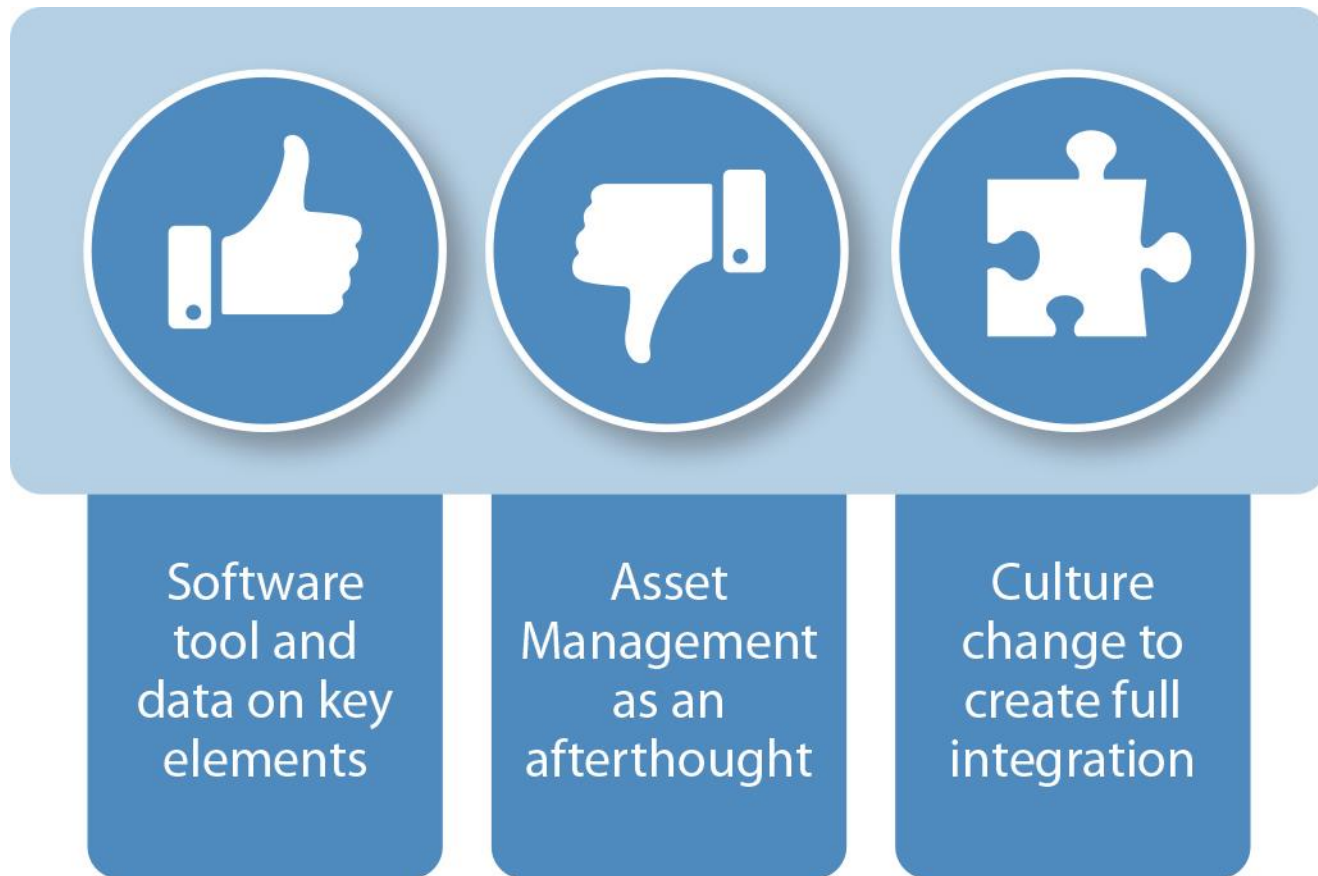 Software
tool and
data on key
elements
Asset
Management
as an
afterthought
Culture
change to
create full
integration